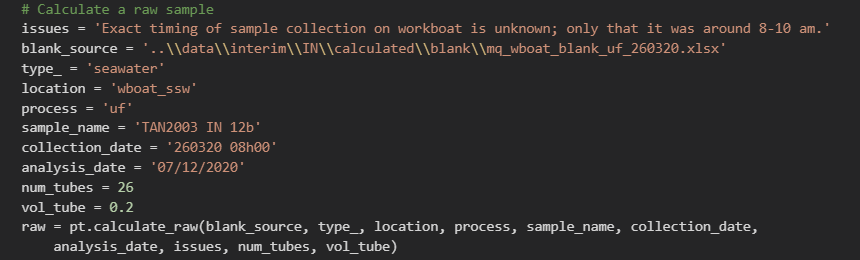 # Calculate a raw sample
issues = 'Exact timing of sample collection on workboat is unknown; only that it was around 8-10 am.'
blank_source = '..\\data\\interim\\IN\\calculated\\blank\\mq_wboat_blank_uf_260320.xlsx'
type_ = 'seawater'
location = 'wboat_ssw'
process = 'uf'
sample_name = 'TAN2003 IN 12b'
collection_date = '260320 08h00'
analysis_date = '07/12/2020'
num_tubes = 26
vol_tube = 0.2
raw = pt.calculate_raw(blank_source, type_, location, process, sample_name, collection_date,
    analysis_date, issues, num_tubes, vol_tube)